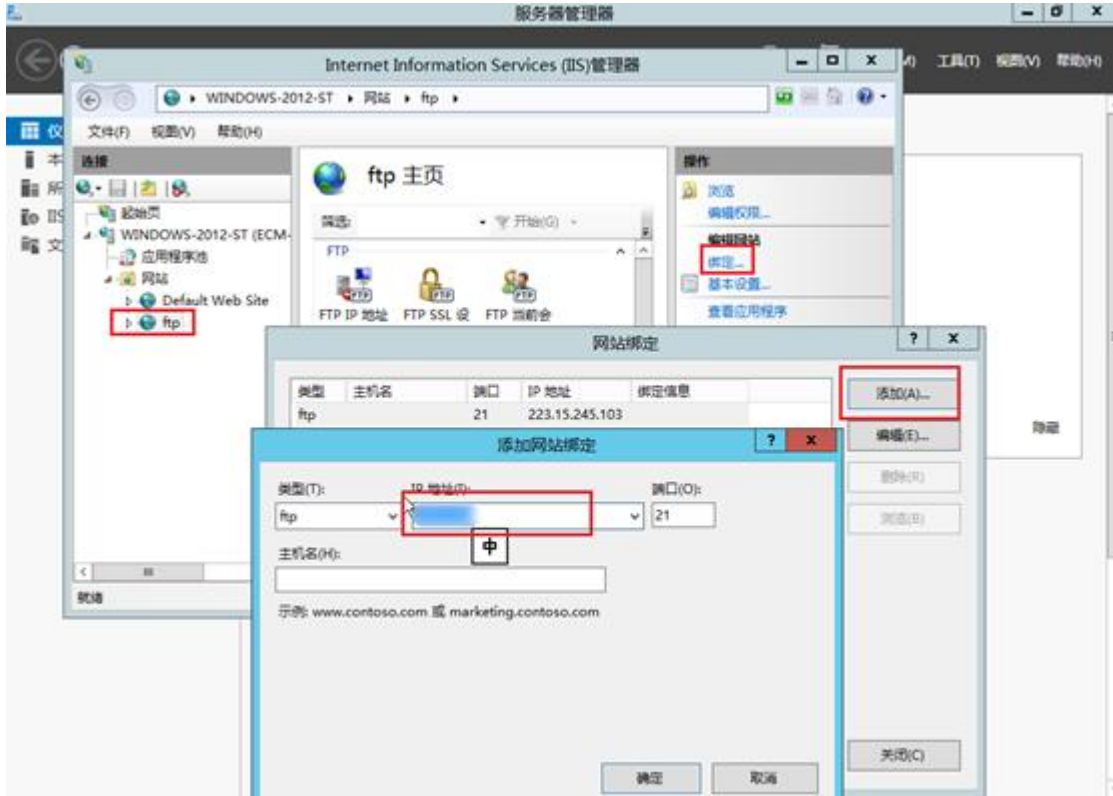 服务器管理器
工具(T) 视图(V) 帮助(H)
Internet Information Services (IIS)管理器
WINDOWS-2012-ST 网站 ftp
文件(F) 视图(V) 帮助(H)
仪
本
所
IIS
文
连接
起始页
WINDOWS-2012-ST (ECM-
应用程序池
网站
Default Web Site
ftp
就绪
ftp 主页
筛选: 开始(G)
FTP
FTP IP 地址 FTP SSL 设 FTP 当前会
操作
浏览
编辑权限...
编辑网站
绑定...
基本设置...
查看应用程序
隐藏
网站绑定
类型 主机名 端口 IP 地址 绑定信息
ftp 21 223.15.245.103
添加(A)...
编辑(E)...
删除(R)
浏览(B)
关闭(C)
添加网站绑定
类型(T): IP 地址(I): 端口(O):
ftp 21
中
主机名(H):
示例: www.contoso.com 或 marketing.contoso.com
确定 取消